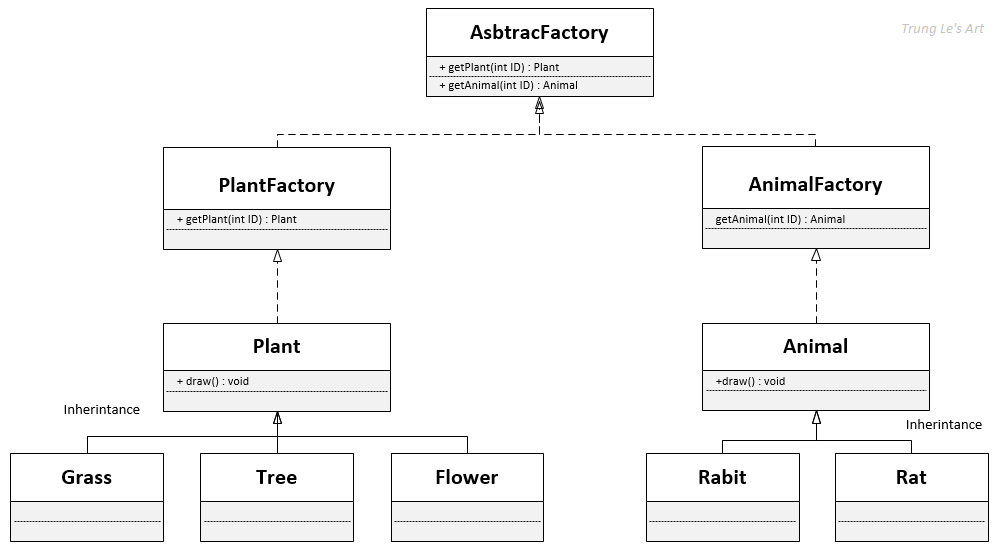 AsbtracFactory
Trung Le's Art
+ getPlant(int ID) : Plant
+ getAnimal(int ID) : Animal
PlantFactory
AnimalFactory
+ getPlant(int ID) : Plant
getAnimal(int ID) : Animal
Plant
Animal
+ draw() : void
+draw() : void
Inherintance
Inherintance
Grass
Tree
Flower
Rabit
Rat